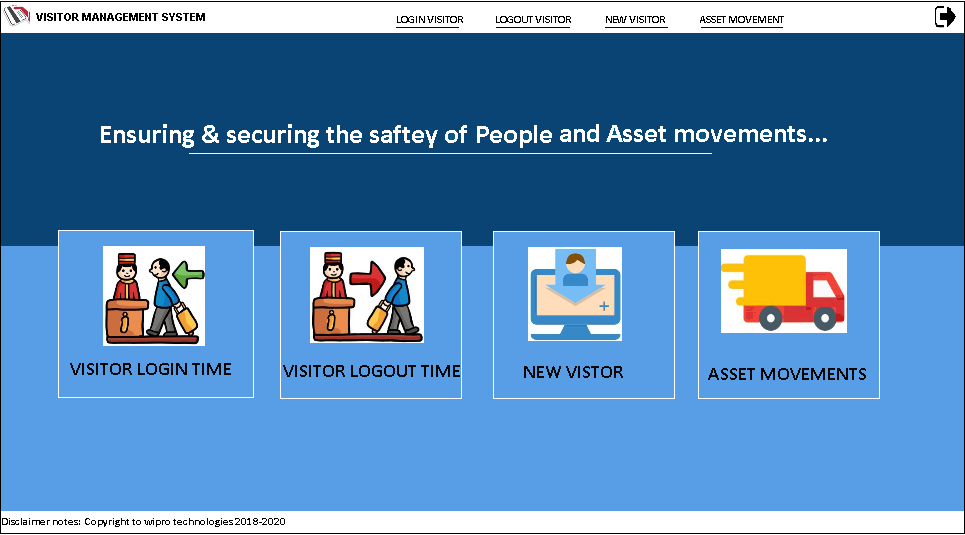 VISITOR MANAGEMENT SYSTEM
LOGIN VISITOR
LOGOUT VISITOR
NEW VISITOR
ASSET MOVEMENT
Ensuring & securing the saftey of People and Asset movements...
VISITOR LOGIN TIME
VISITOR LOGOUT TIME
NEW VISTOR
ASSET MOVEMENTS
Disclaimer notes: Copyright to wipro technologies 2018-2020